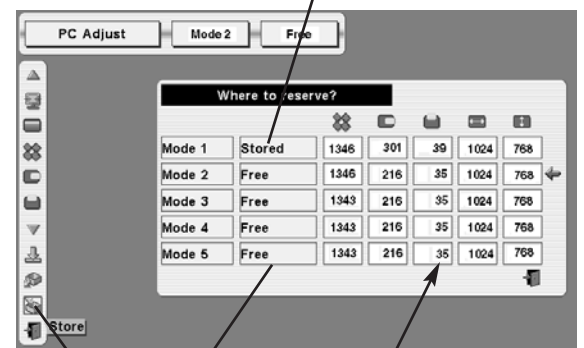 PC Adjust Mode 2 Free
Where to reserve?
Mode 1 Stored 1346 301 39 1024 768
Mode 2 Free 1346 216 35 1024 768
Mode 3 Free 1343 216 35 1024 768
Mode 4 Free 1343 216 35 1024 768
Mode 5 Free 1343 216 35 1024 768
Store